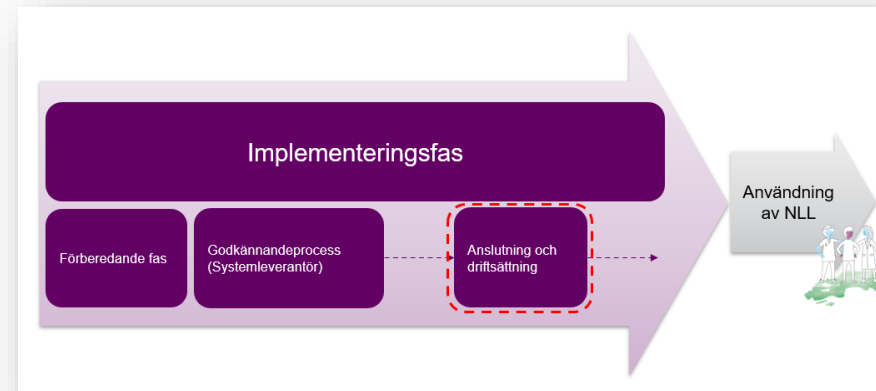 Implementeringsfas
Förberedande fas
Godkännandeprocess
(Systemleverantör)
Anslutning och
driftsättning
Användning
av NLL